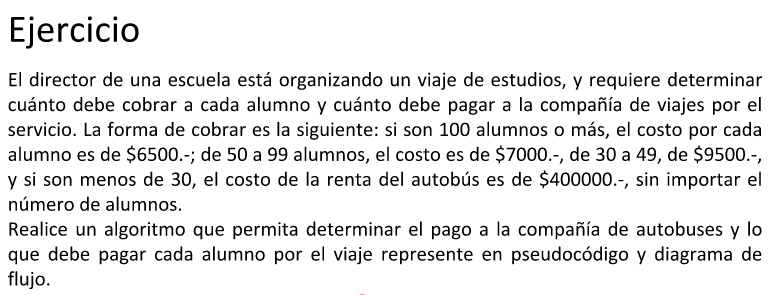 Ejercicio
El director de una escuela está organizando un viaje de estudios, y requiere determinar
cuánto debe cobrar a cada alumno y cuánto debe pagar a la compañía de viajes por el
servicio. La forma de cobrar es la siguiente: si son 100 alumnos o más, el costo por cada
alumno es de $6500.-; de 50 a 99 alumnos, el costo es de $7000.-, de 30 a 49, de $9500.-,
y si son menos de 30, el costo de la renta del autobús es de $400000.-, sin importar el
número de alumnos.
Realice un algoritmo que permita determinar el pago a la compañía de autobuses y lo
que debe pagar cada alumno por el viaje represente en pseudocódigo y diagrama de
flujo.